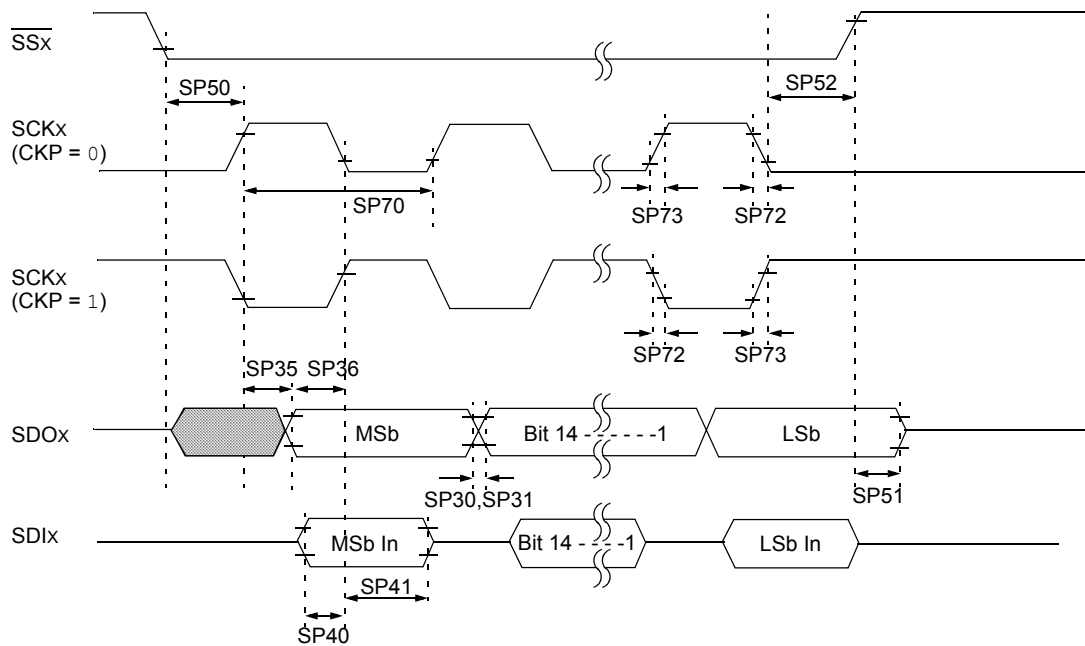 SSx
SP50
SP52
SCKx
(CKP = 0)
SP70
SP73
SP72
SCKx
(CKP = 1)
SP72
SP73
SP35
SP36
SDOx
MSb
Bit 14 - - - - - -1
LSb
SP30,SP31
SP51
SDIx
MSb In
Bit 14 - - - -1
LSb In
SP41
SP40